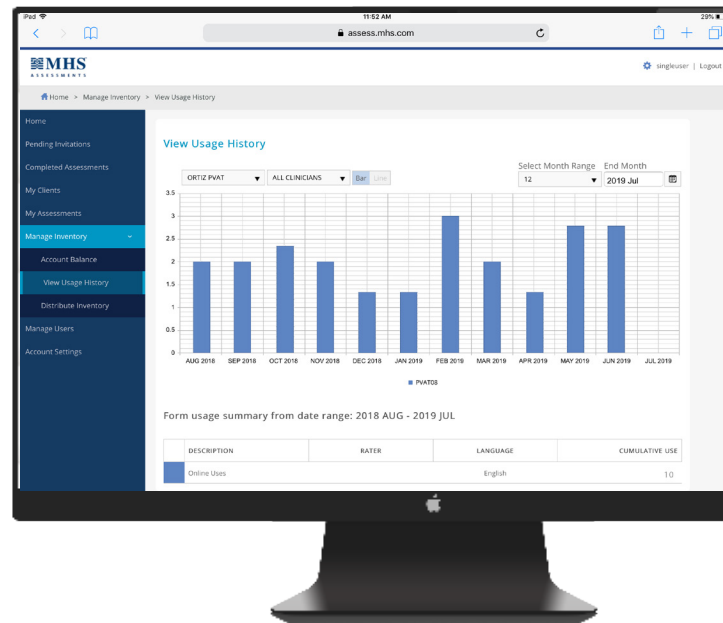 iPad 11:52 AM 29%
assess.mhs.com
MHS
ASSESSMENTS
singleuser | Logout
Home > Manage Inventory > View Usage History
Home
Pending Invitations
Completed Assessments
My Clients
My Assessments
Manage Inventory
Account Balance
View Usage History
Distribute Inventory
Manage Users
Account Settings
View Usage History
Select Month Range End Month
ORTIZ PVAT ALL CLINICIANS Bar Line 12 2019 Jul
3.5
3
2.5
2
1.5
1
0.5
0
AUG 2018 SEP 2018 OCT 2018 NOV 2018 DEC 2018 JAN 2019 FEB 2019 MAR 2019 APR 2019 MAY 2019 JUN 2019 JUL 2019
PVAT08
Form usage summary from date range: 2018 AUG - 2019 JUL
DESCRIPTION RATER LANGUAGE CUMULATIVE USE
Online Uses English 10